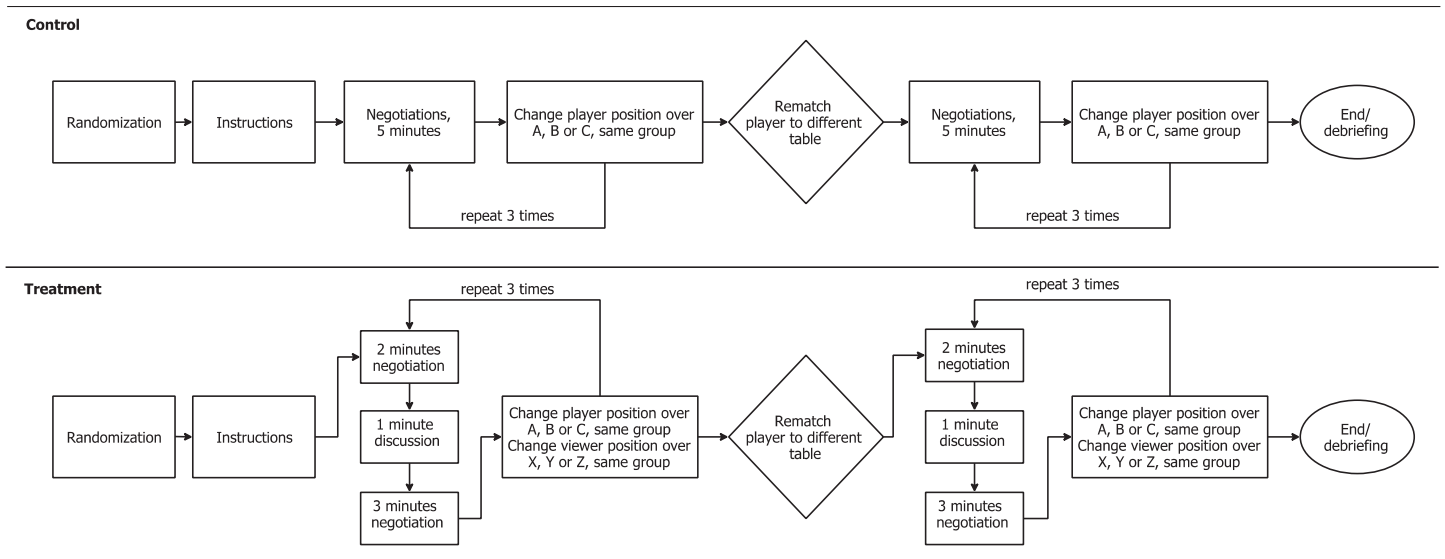 Control
Randomization
Instructions
Negotiations,
5 minutes
Change player position over
A, B or C, same group
repeat 3 times
Rematch
player to different
table
Negotiations,
5 minutes
Change player position over
A, B or C, same group
repeat 3 times
End/
debriefing
Treatment
Randomization
Instructions
repeat 3 times
2 minutes
negotiation
1 minute
discussion
3 minutes
negotiation
Change player position over
A, B or C, same group
Change viewer position over
X, Y or Z, same group
Rematch
player to different
table
repeat 3 times
2 minutes
negotiation
1 minute
discussion
3 minutes
negotiation
Change player position over
A, B or C, same group
Change viewer position over
X, Y or Z, same group
End/
debriefing